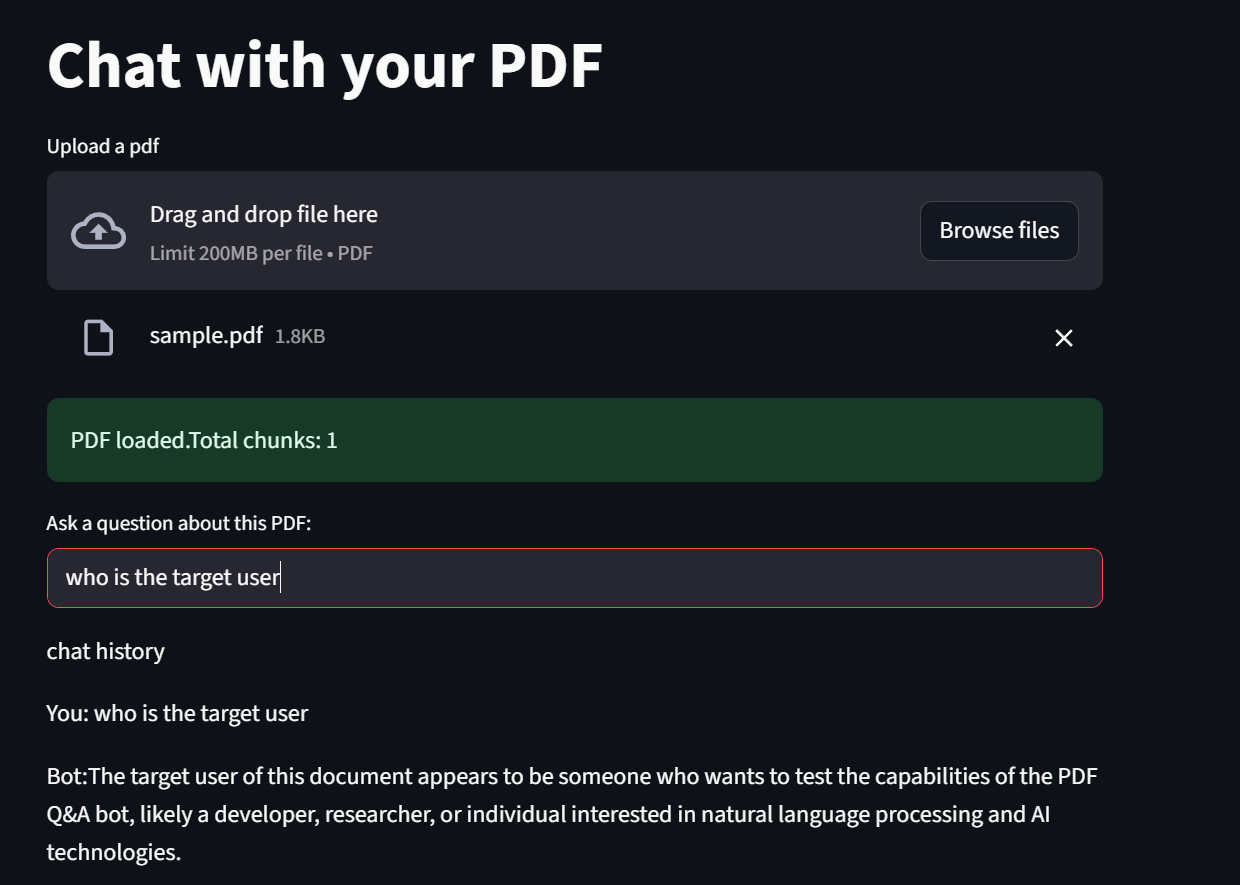 Chat with your PDF
Upload a pdf
Drag and drop file here
Limit 200MB per file • PDF
Browse files
sample.pdf 1.8KB
PDF loaded.Total chunks: 1
Ask a question about this PDF:
who is the target user
chat history
You: who is the target user
Bot:The target user of this document appears to be someone who wants to test the capabilities of the PDF
Q&A bot, likely a developer, researcher, or individual interested in natural language processing and AI
technologies.